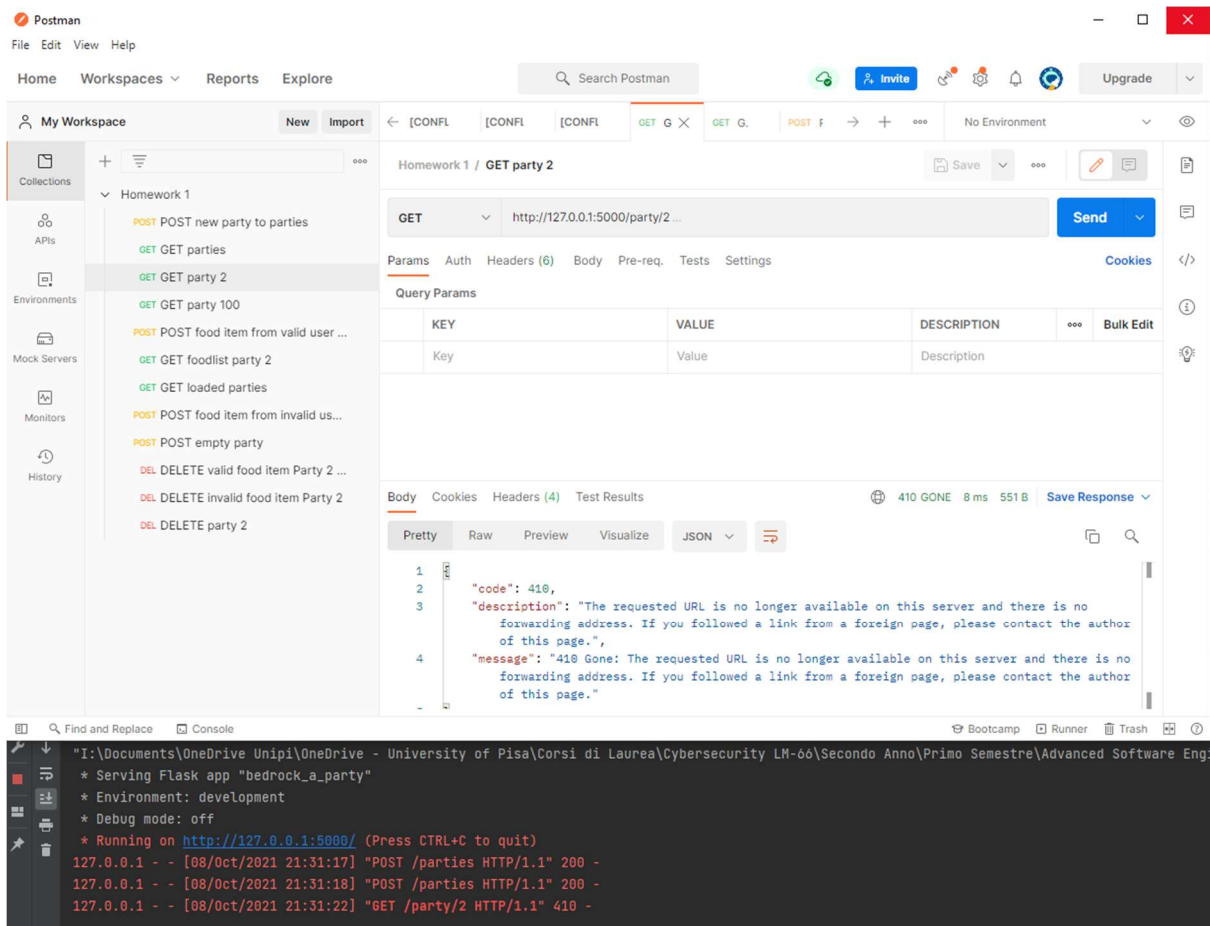 Postman
File Edit View Help
Home Workspaces Reports Explore
Search Postman
Invite
Upgrade
My Workspace
New Import
[CONFL [CONFL [CONFL GET G GET G. POST F
No Environment
Collections
APIs
Environments
Mock Servers
Monitors
History
Homework 1
POST POST new party to parties
GET GET parties
GET GET party 2
GET GET party 100
POST POST food item from valid user ...
GET GET foodlist party 2
GET GET loaded parties
POST POST food item from invalid us...
POST POST empty party
DEL DELETE valid food item Party 2 ...
DEL DELETE invalid food item Party 2
DEL DELETE party 2
Homework 1 / GET party 2
Save
GET http://127.0.0.1:5000/party/2...
Send
Params Auth Headers (6) Body Pre-req. Tests Settings
Cookies
Query Params
KEY VALUE DESCRIPTION Bulk Edit
Key Value Description
Body Cookies Headers (4) Test Results
410 GONE 8 ms 551 B Save Response
Pretty Raw Preview Visualize JSON
1 {
2 "code": 410,
3 "description": "The requested URL is no longer available on this server and there is no
forwarding address. If you followed a link from a foreign page, please contact the author
of this page.",
4 "message": "410 Gone: The requested URL is no longer available on this server and there is no
forwarding address. If you followed a link from a foreign page, please contact the author
of this page."
Find and Replace Console
Bootcamp Runner Trash
"I:\Documents\OneDrive Unipi\OneDrive - University of Pisa\Corsi di Laurea\Cybersecurity LM-66\Secondo Anno\Primo Semestre\Advanced Software Eng
* Serving Flask app "bedrock_a_party"
* Environment: development
* Debug mode: off
* Running on http://127.0.0.1:5000/ (Press CTRL+C to quit)
127.0.0.1 - - [08/Oct/2021 21:31:17] "POST /parties HTTP/1.1" 200 -
127.0.0.1 - - [08/Oct/2021 21:31:18] "POST /parties HTTP/1.1" 200 -
127.0.0.1 - - [08/Oct/2021 21:31:22] "GET /party/2 HTTP/1.1" 410 -